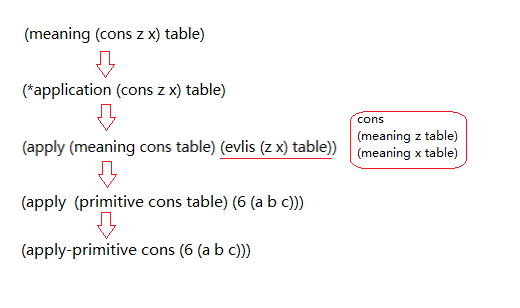 (meaning (cons z x) table)
(*application (cons z x) table)
(apply (meaning cons table) (evlis (z x) table))
cons
(meaning z table)
(meaning x table)
(apply (primitive cons table) (6 (a b c)))
(apply-primitive cons (6 (a b c)))